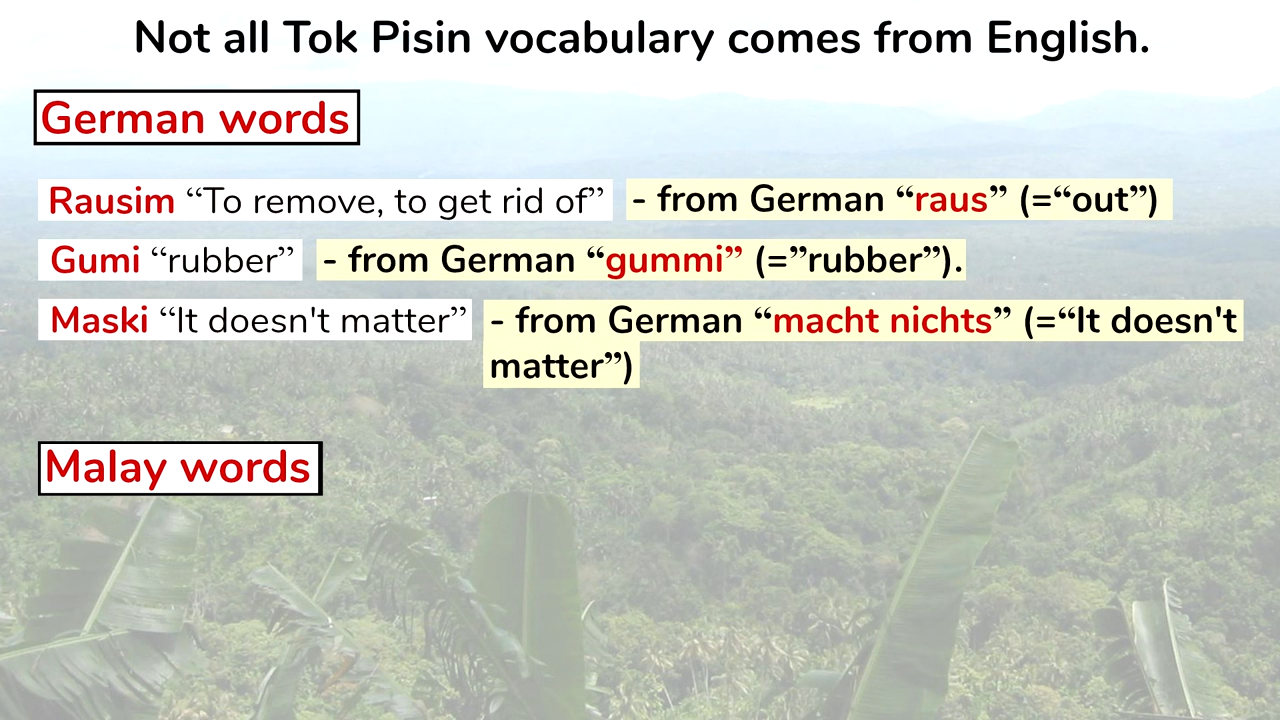 Not all Tok Pisin vocabulary comes from English.
German words
Rausim “To remove, to get rid of” - from German “raus” (=“out”)
Gumi “rubber” - from German “gummi” (=”rubber”).
Maski “It doesn't matter” - from German “macht nichts” (=“It doesn't
matter”)
Malay words